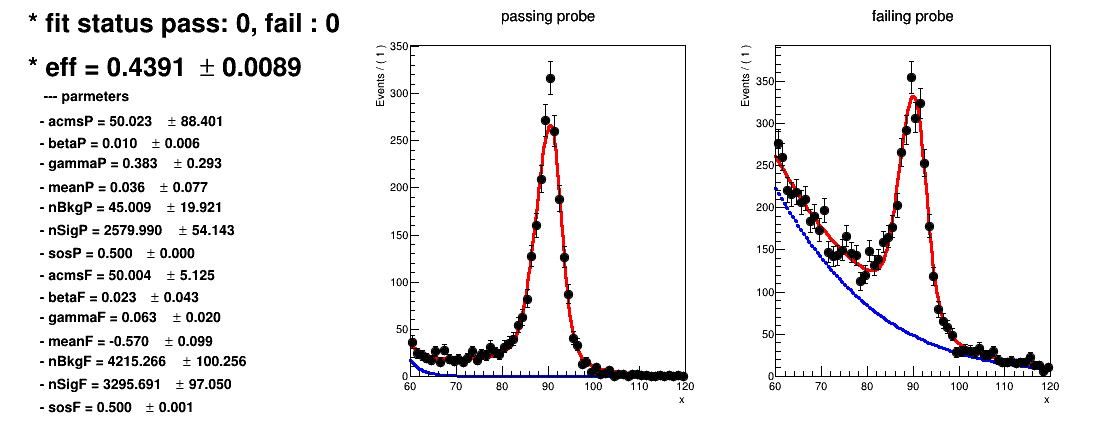 * fit status pass: 0, fail : 0
* eff = 0.4391 ± 0.0089
--- parmeters
- acmsP = 50.023 ± 88.401
- betaP = 0.010 ± 0.006
- gammaP = 0.383 ± 0.293
- meanP = 0.036 ± 0.077
- nBkgP = 45.009 ± 19.921
- nSigP = 2579.990 ± 54.143
- sosP = 0.500 ± 0.000
- acmsF = 50.004 ± 5.125
- betaF = 0.023 ± 0.043
- gammaF = 0.063 ± 0.020
- meanF = -0.570 ± 0.099
- nBkgF = 4215.266 ± 100.256
- nSigF = 3295.691 ± 97.050
- sosF = 0.500 ± 0.001
passing probe
Events / ( 1 )
350
300
250
200
150
100
50
0
60 70 80 90 100 110 120
x
failing probe
Events / ( 1 )
350
300
250
200
150
100
50
0
60 70 80 90 100 110 120
x